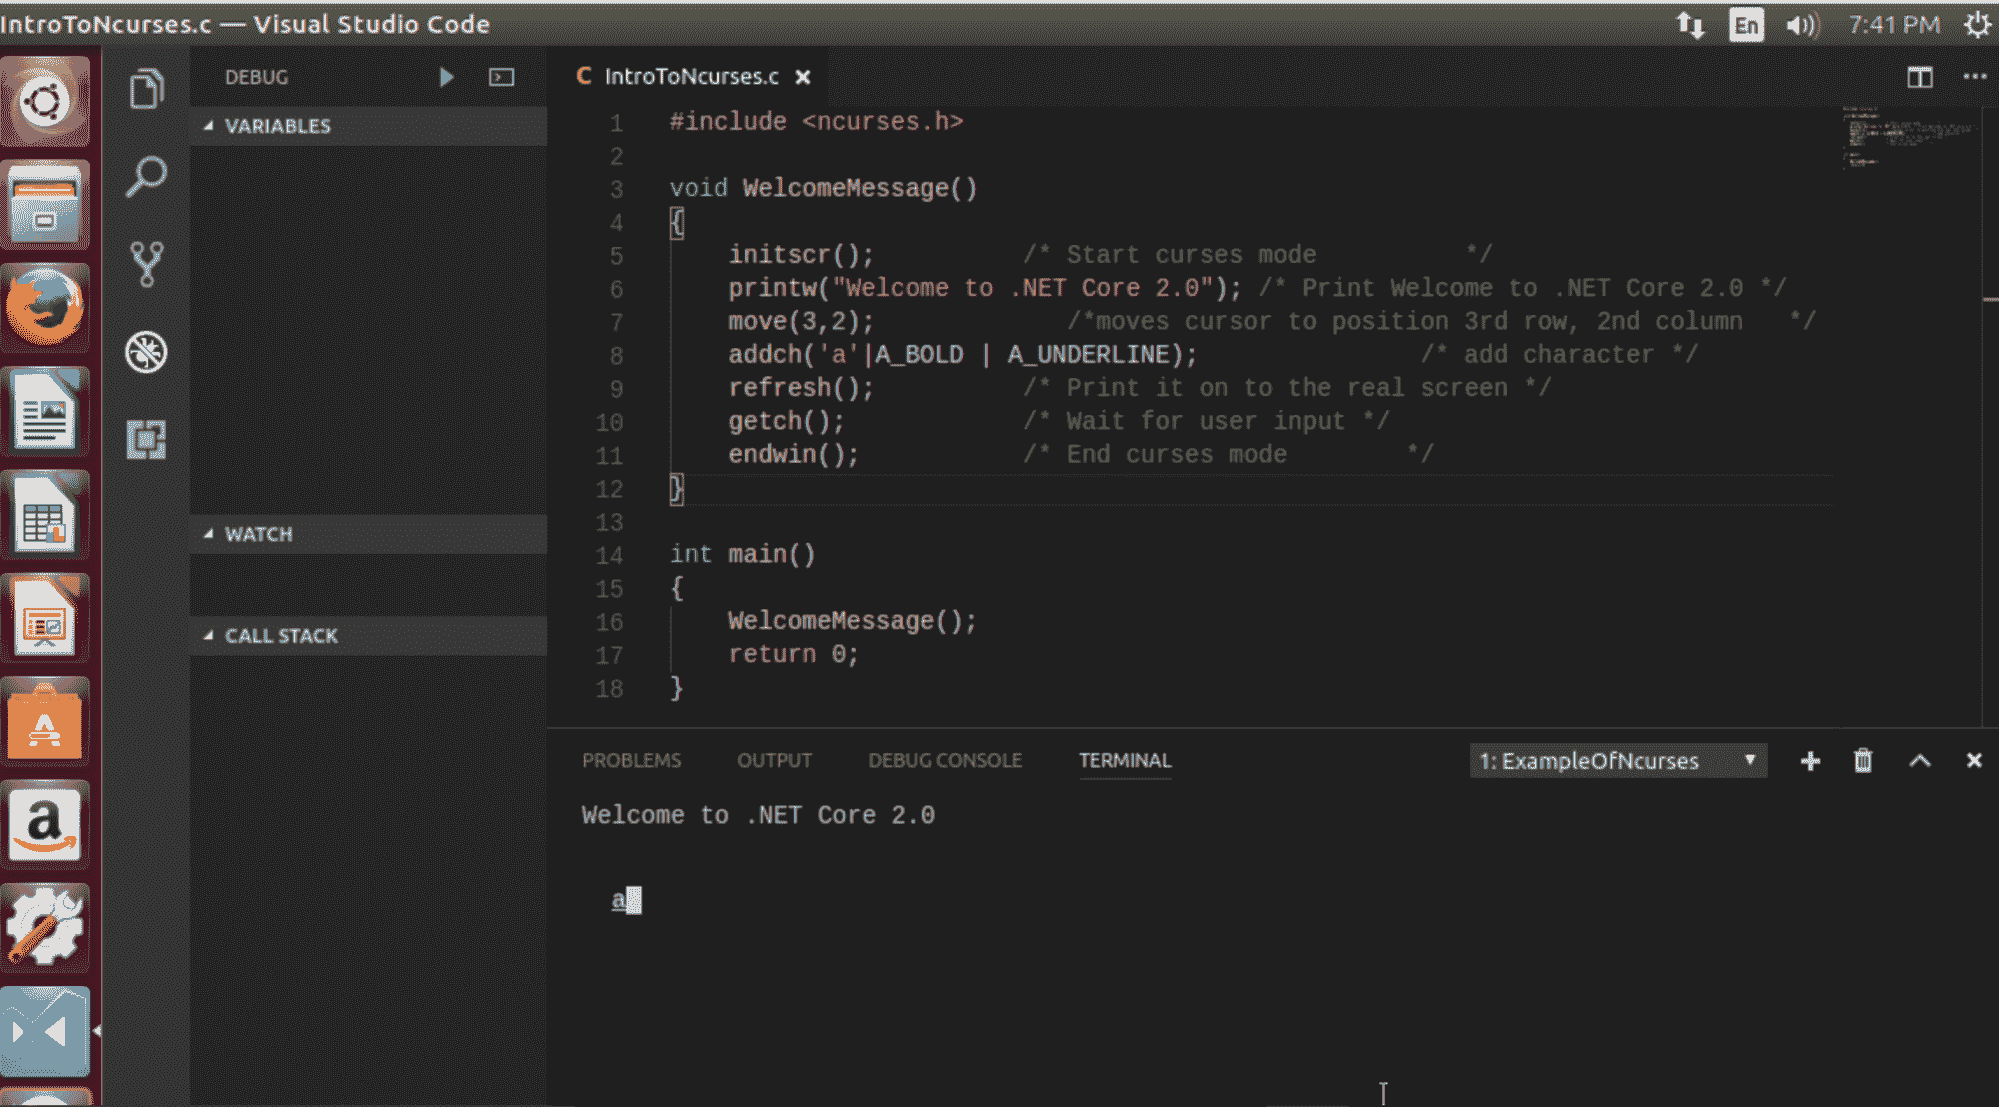 IntroToNcurses.c — Visual Studio Code
En
7:41 PM
DEBUG
VARIABLES
WATCH
CALL STACK
C IntroToNcurses.c
1 #include <ncurses.h>
2
3 void WelcomeMessage()
4 {
5 initscr(); /* Start curses mode */
6 printw("Welcome to .NET Core 2.0"); /* Print Welcome to .NET Core 2.0 */
7 move(3,2); /*moves cursor to position 3rd row, 2nd column */
8 addch('a'|A_BOLD | A_UNDERLINE); /* add character */
9 refresh(); /* Print it on to the real screen */
10 getch(); /* Wait for user input */
11 endwin(); /* End curses mode */
12 }
13
14 int main()
15 {
16 WelcomeMessage();
17 return 0;
18 }
PROBLEMS OUTPUT DEBUG CONSOLE TERMINAL 1: ExampleOfNcurses
Welcome to .NET Core 2.0
a
A
a